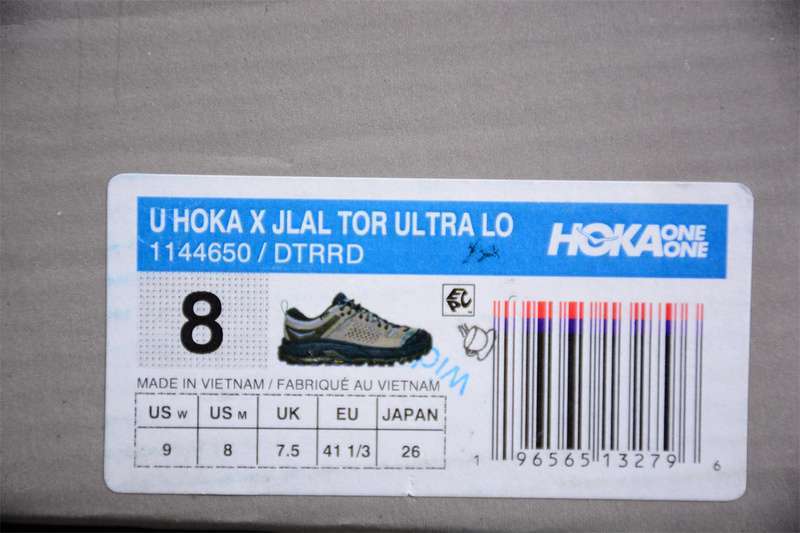 U HOKA X JLAL TOR ULTRA LO
1144650 / DTRRD
HOKA ONE ONE
8
EPC
MADE IN VIETNAM / FABRIQUÉ AU VIETNAM
US W US M UK EU JAPAN
9 8 7.5 41 1/3 26
1 96565 13279 6